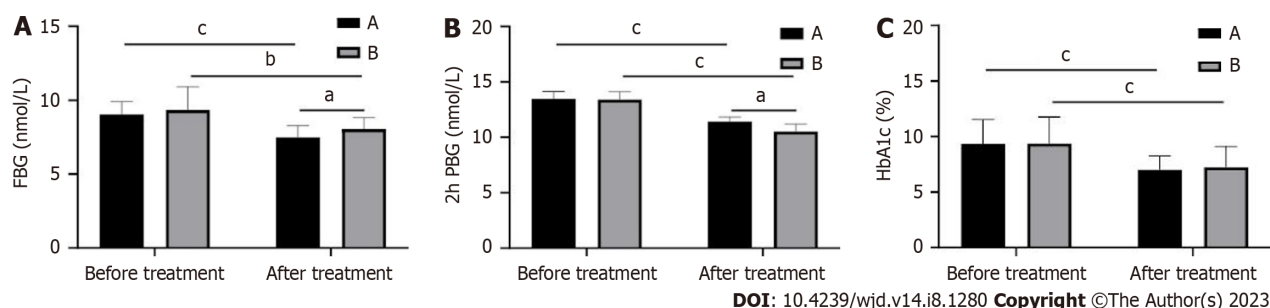 A
FBG (nmol/L)
15
10
5
0
c
b
a
A
B
Before treatment
After treatment
B
2h PBG (nmol/L)
20
15
10
5
0
c
c
a
A
B
Before treatment
After treatment
C
HbA1c (%)
20
15
10
5
0
c
c
A
B
Before treatment
After treatment
DOI: 10.4239/wjd.v14.i8.1280 Copyright ©The Author(s) 2023